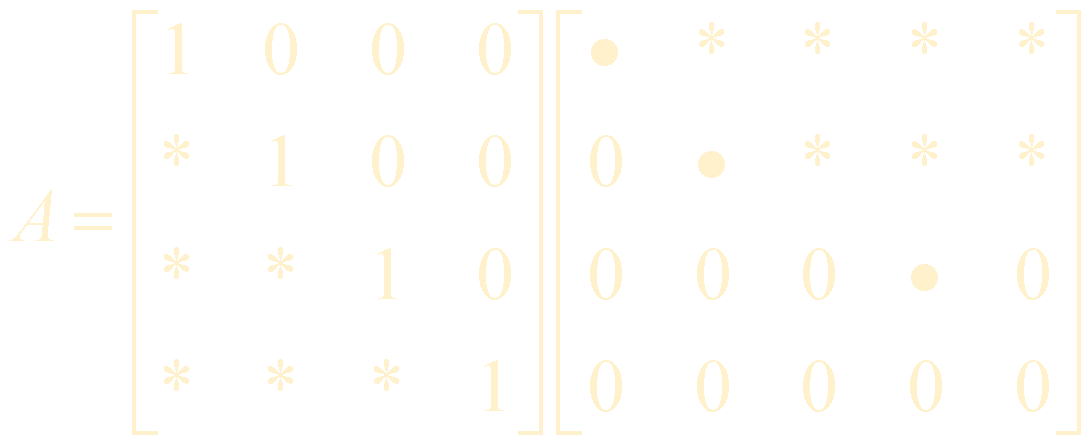 1 0 0 0 • * * * *
* 1 0 0 0 • * * *
A =
* * 1 0 0 0 0 • 0
* * * 1 0 0 0 0 0